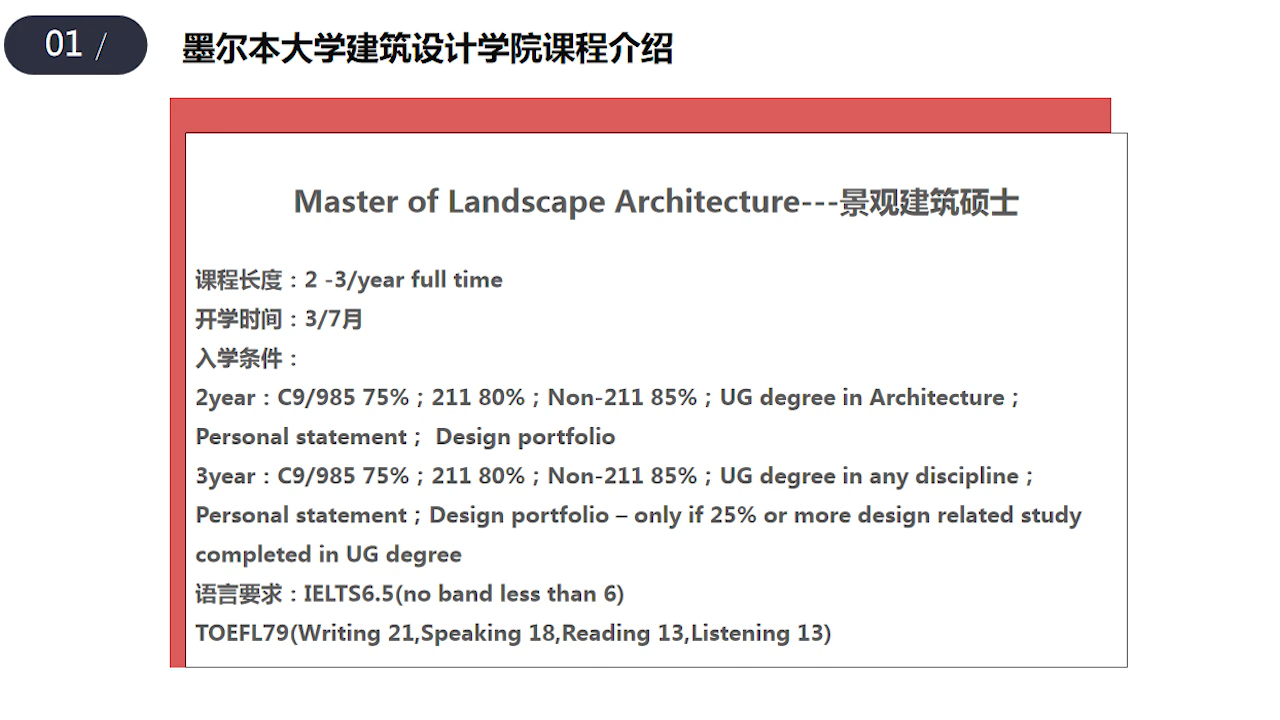 01 /
墨尔本大学建筑设计学院课程介绍
Master of Landscape Architecture---景观建筑硕士
课程长度：2 -3/year full time
开学时间：3/7月
入学条件：
2year：C9/985 75%；211 80%；Non-211 85%；UG degree in Architecture；
Personal statement； Design portfolio
3year：C9/985 75%；211 80%；Non-211 85%；UG degree in any discipline；
Personal statement；Design portfolio – only if 25% or more design related study
completed in UG degree
语言要求：IELTS6.5(no band less than 6)
TOEFL79(Writing 21,Speaking 18,Reading 13,Listening 13)